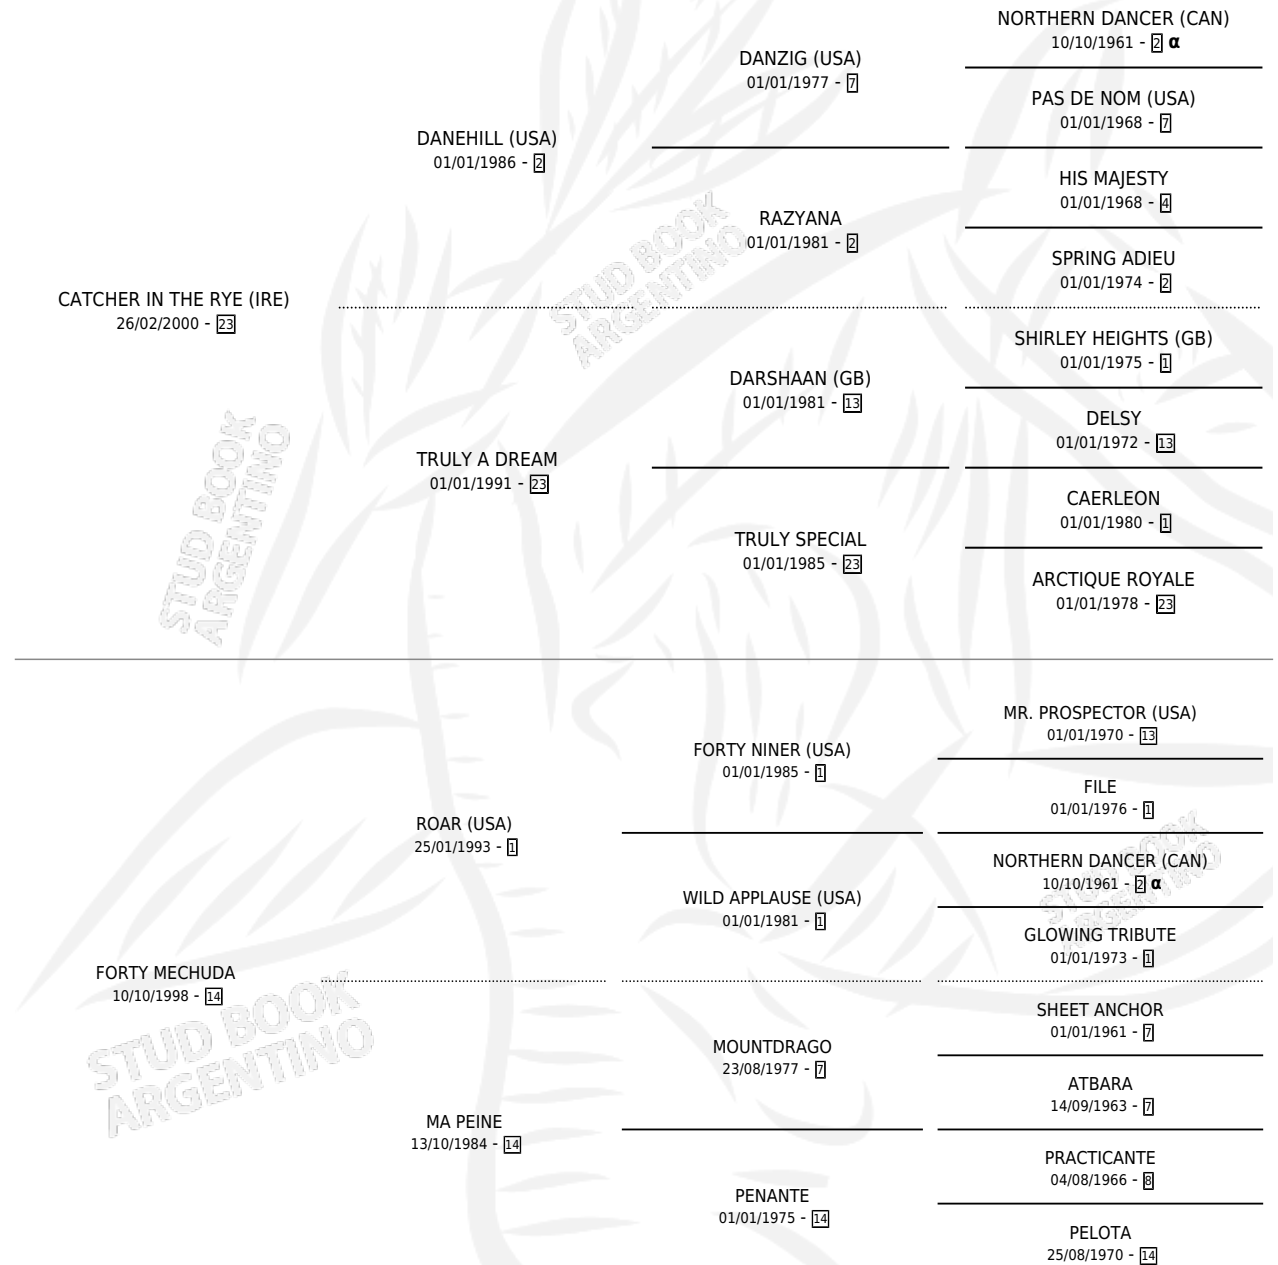 NORTHERN DANCER (CAN)
10/10/1961 - 2 α
DANZIG (USA)
01/01/1977 - 7
PAS DE NOM (USA)
01/01/1968 - 7
DANEHILL (USA)
01/01/1986 - 2
HIS MAJESTY
01/01/1968 - 4
RAZYANA
01/01/1981 - 2
SPRING ADIEU
01/01/1974 - 2
STUD BOOK
ARGENTINO
CATCHER IN THE RYE (IRE)
26/02/2000 - 23
SHIRLEY HEIGHTS (GB)
01/01/1975 - 1
DARSHAAN (GB)
01/01/1981 - 13
DELSY
01/01/1972 - 13
TRULY A DREAM
01/01/1991 - 23
CAERLEON
01/01/1980 - 1
TRULY SPECIAL
01/01/1985 - 23
ARCTIQUE ROYALE
01/01/1978 - 23
STUD BOOK
ARGENTINO
MR. PROSPECTOR (USA)
01/01/1970 - 13
FORTY NINER (USA)
01/01/1985 - 1
FILE
01/01/1976 - 1
ROAR (USA)
25/01/1993 - 1
NORTHERN DANCER (CAN)
10/10/1961 - 2 α
WILD APPLAUSE (USA)
01/01/1981 - 1
GLOWING TRIBUTE
01/01/1973 - 1
STUD BOOK
ARGENTINO
FORTY MECHUDA
10/10/1998 - 14
SHEET ANCHOR
01/01/1961 - 7
MOUNTDRAGO
23/08/1977 - 7
ATBARA
14/09/1963 - 7
MA PEINE
13/10/1984 - 14
PRACTICANTE
04/08/1966 - 8
PENANTE
01/01/1975 - 14
PELOTA
25/08/1970 - 14
STUD BOOK
ARGENTINO